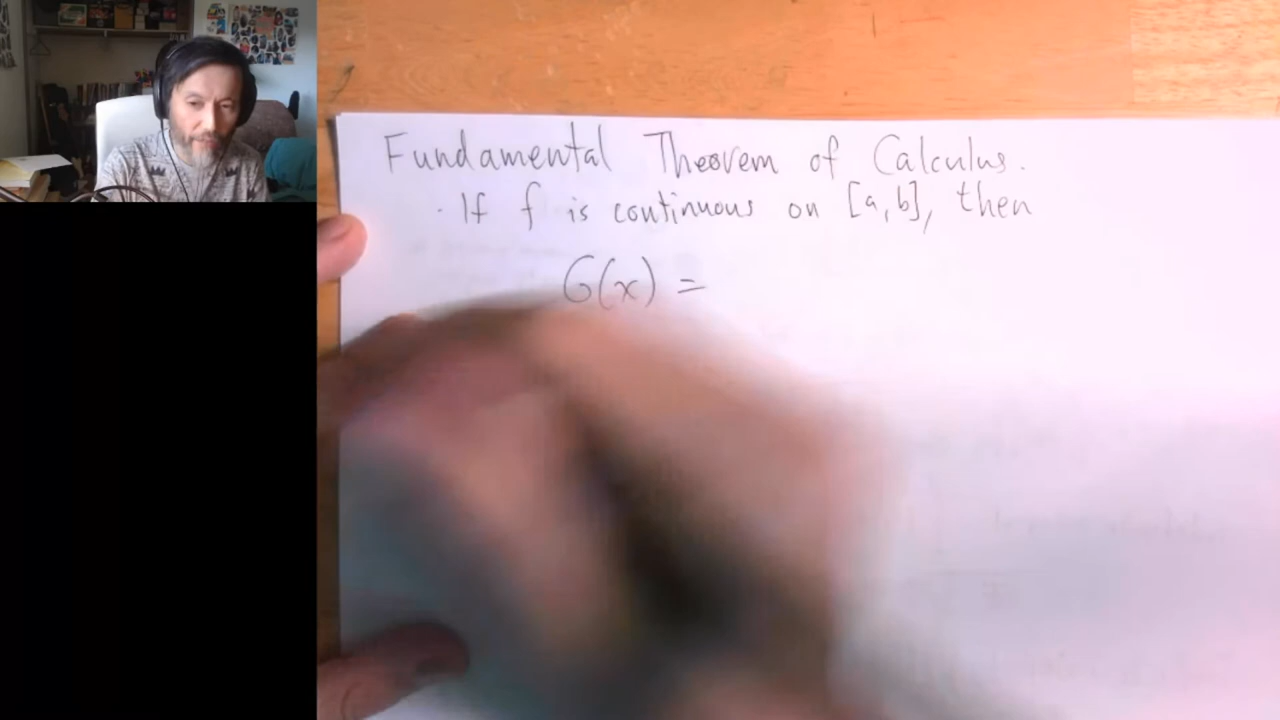 Fundamental Theorem of Calculus.
· If f is continuous on [a,b], then
G(x) =